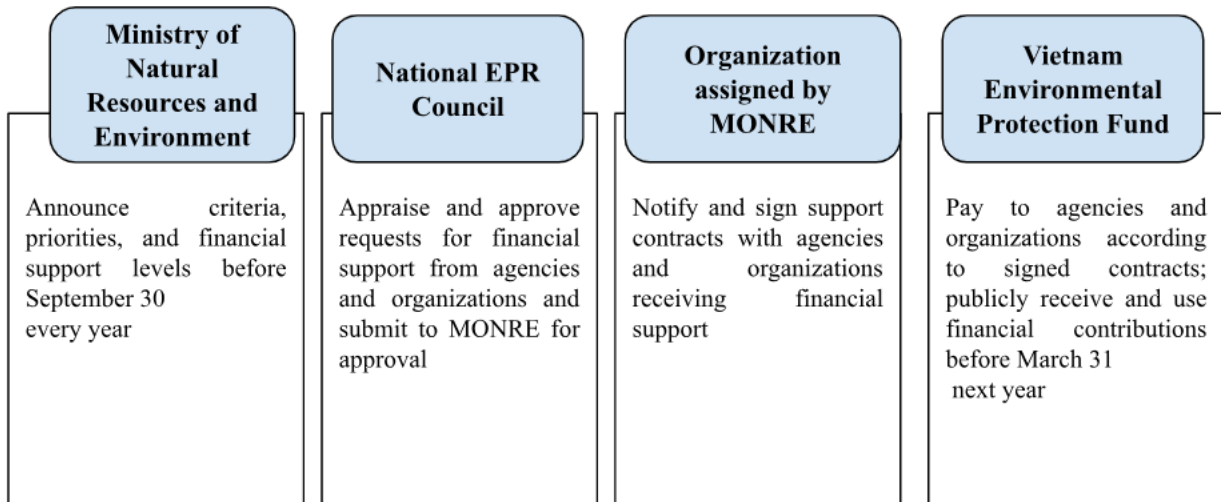 Ministry of
Natural
Resources and
Environment
Announce criteria,
priorities, and financial
support levels before
September 30
every year
National EPR
Council
Appraise and approve
requests for financial
support from agencies
and organizations and
submit to MONRE for
approval
Organization
assigned by
MONRE
Notify and sign support
contracts with agencies
and organizations
receiving financial
support
Vietnam
Environmental
Protection Fund
Pay to agencies and
organizations according
to signed contracts;
publicly receive and use
financial contributions
before March 31
next year